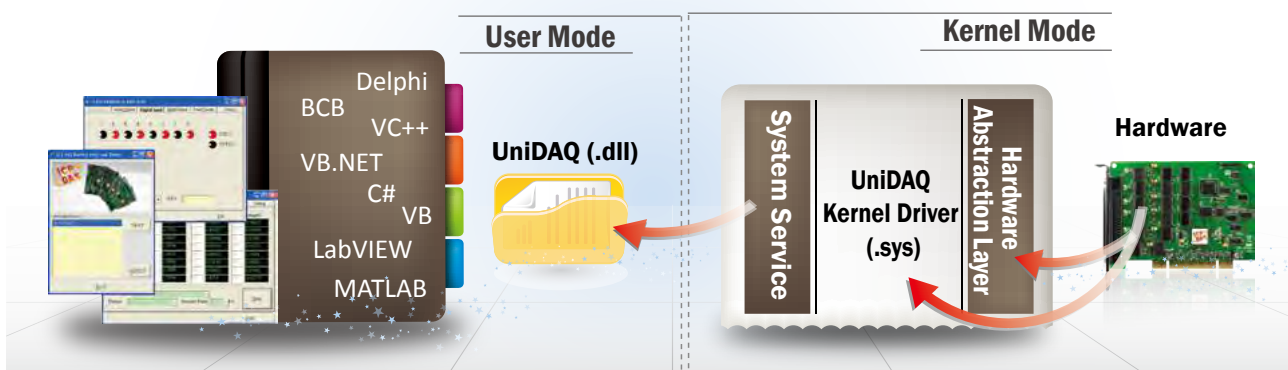 User Mode
Kernel Mode
Delphi
BCB
VC++
VB.NET
C#
VB
LabVIEW
MATLAB
UniDAQ (.dll)
System Service
UniDAQ
Kernel Driver
(.sys)
Hardware
Abstraction Layer
Hardware